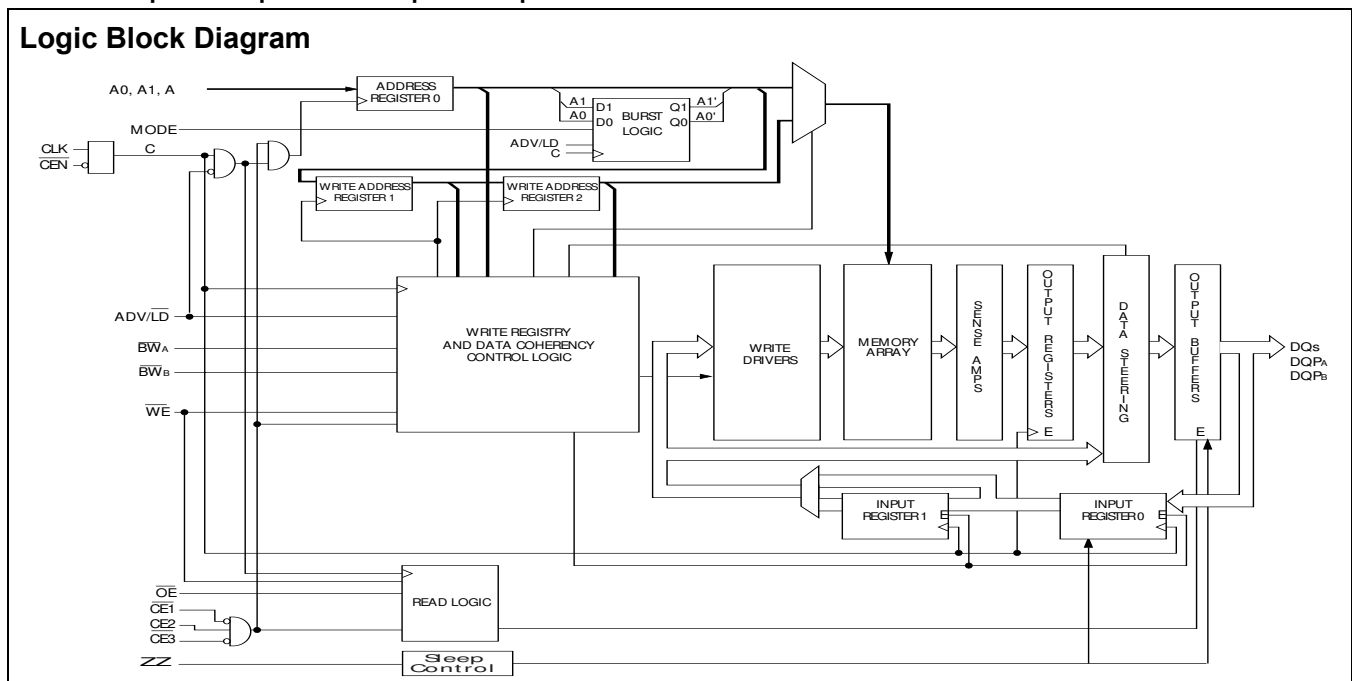 Logic Block Diagram
A0, A1, A
ADDRESS
REGISTER 0
A1
A0
D1
D0
BURST
LOGIC
Q1
Q0
A1'
A0'
MODE
ADV/LD
C
CLK
CEN
C
WRITE ADDRESS
REGISTER 1
WRITE ADDRESS
REGISTER 2
ADV/LD
BWA
BWB
WE
WRITE REGISTRY
AND DATA COHERENCY
CONTROL LOGIC
WRITE
DRIVERS
MEMORY
ARRAY
SENSE AMPS
OUTPUT REGISTERS
E
DATA STEERING
OUTPUT BUFFERS
E
DQs
DQPA
DQPB
INPUT
REGISTER 1
E
INPUT
REGISTER 0
E
OE
CE1
CE2
CE3
READ LOGIC
ZZ
Sleep
Control